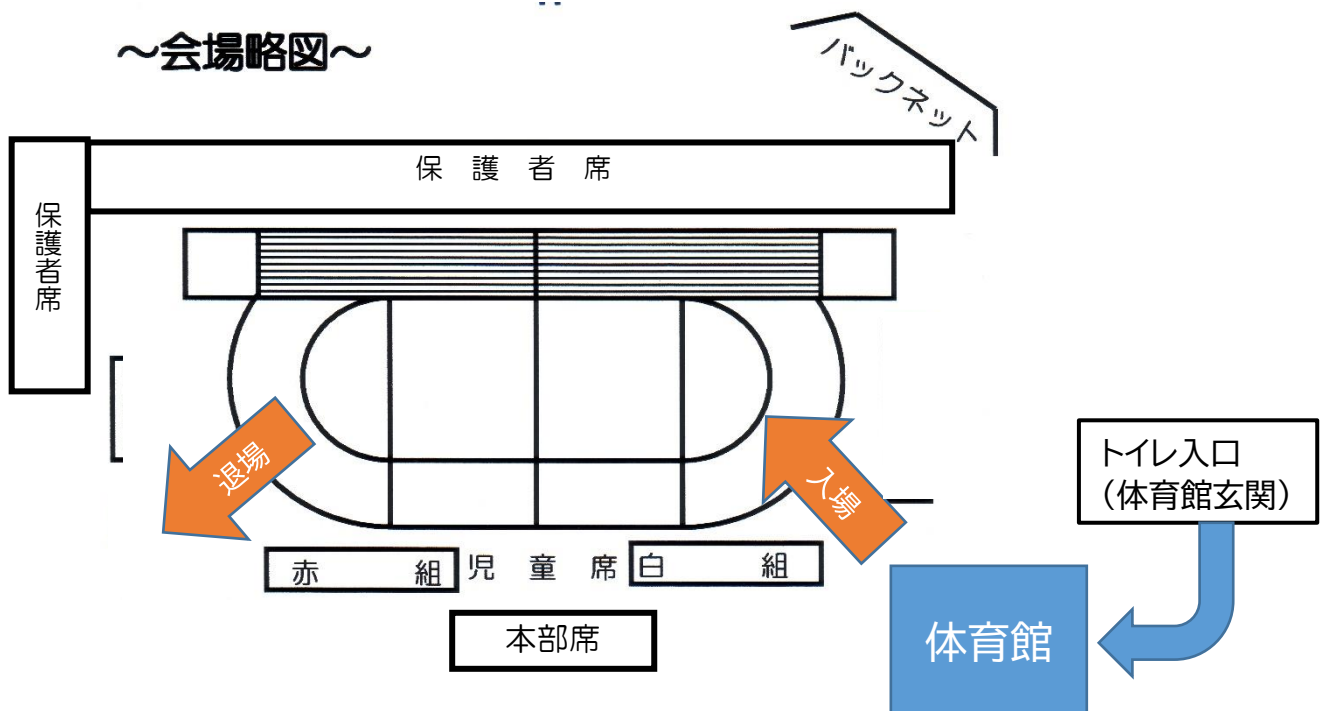 ～会場略図～
バックネット
保護者席
保護者席
退場
入場
トイレ入口
（体育館玄関）
赤組
児童席
白組
本部席
体育館